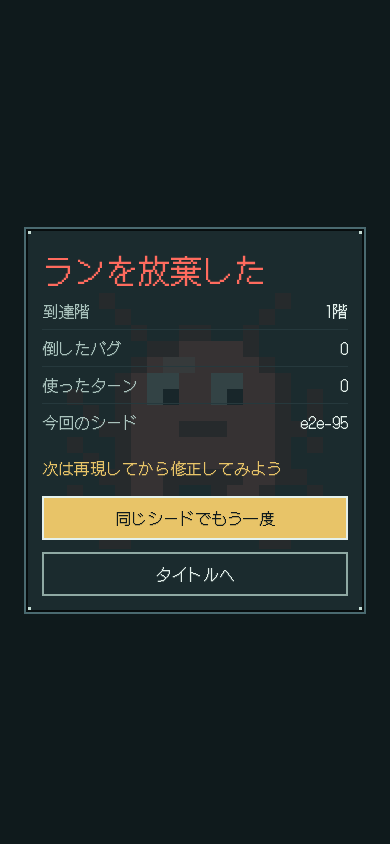 ランを放棄した
到達階 1階
倒したバグ 0
使ったターン 0
今回のシード e2e-95
次は再現してから修正してみよう
同じシードでもう一度
タイトルへ